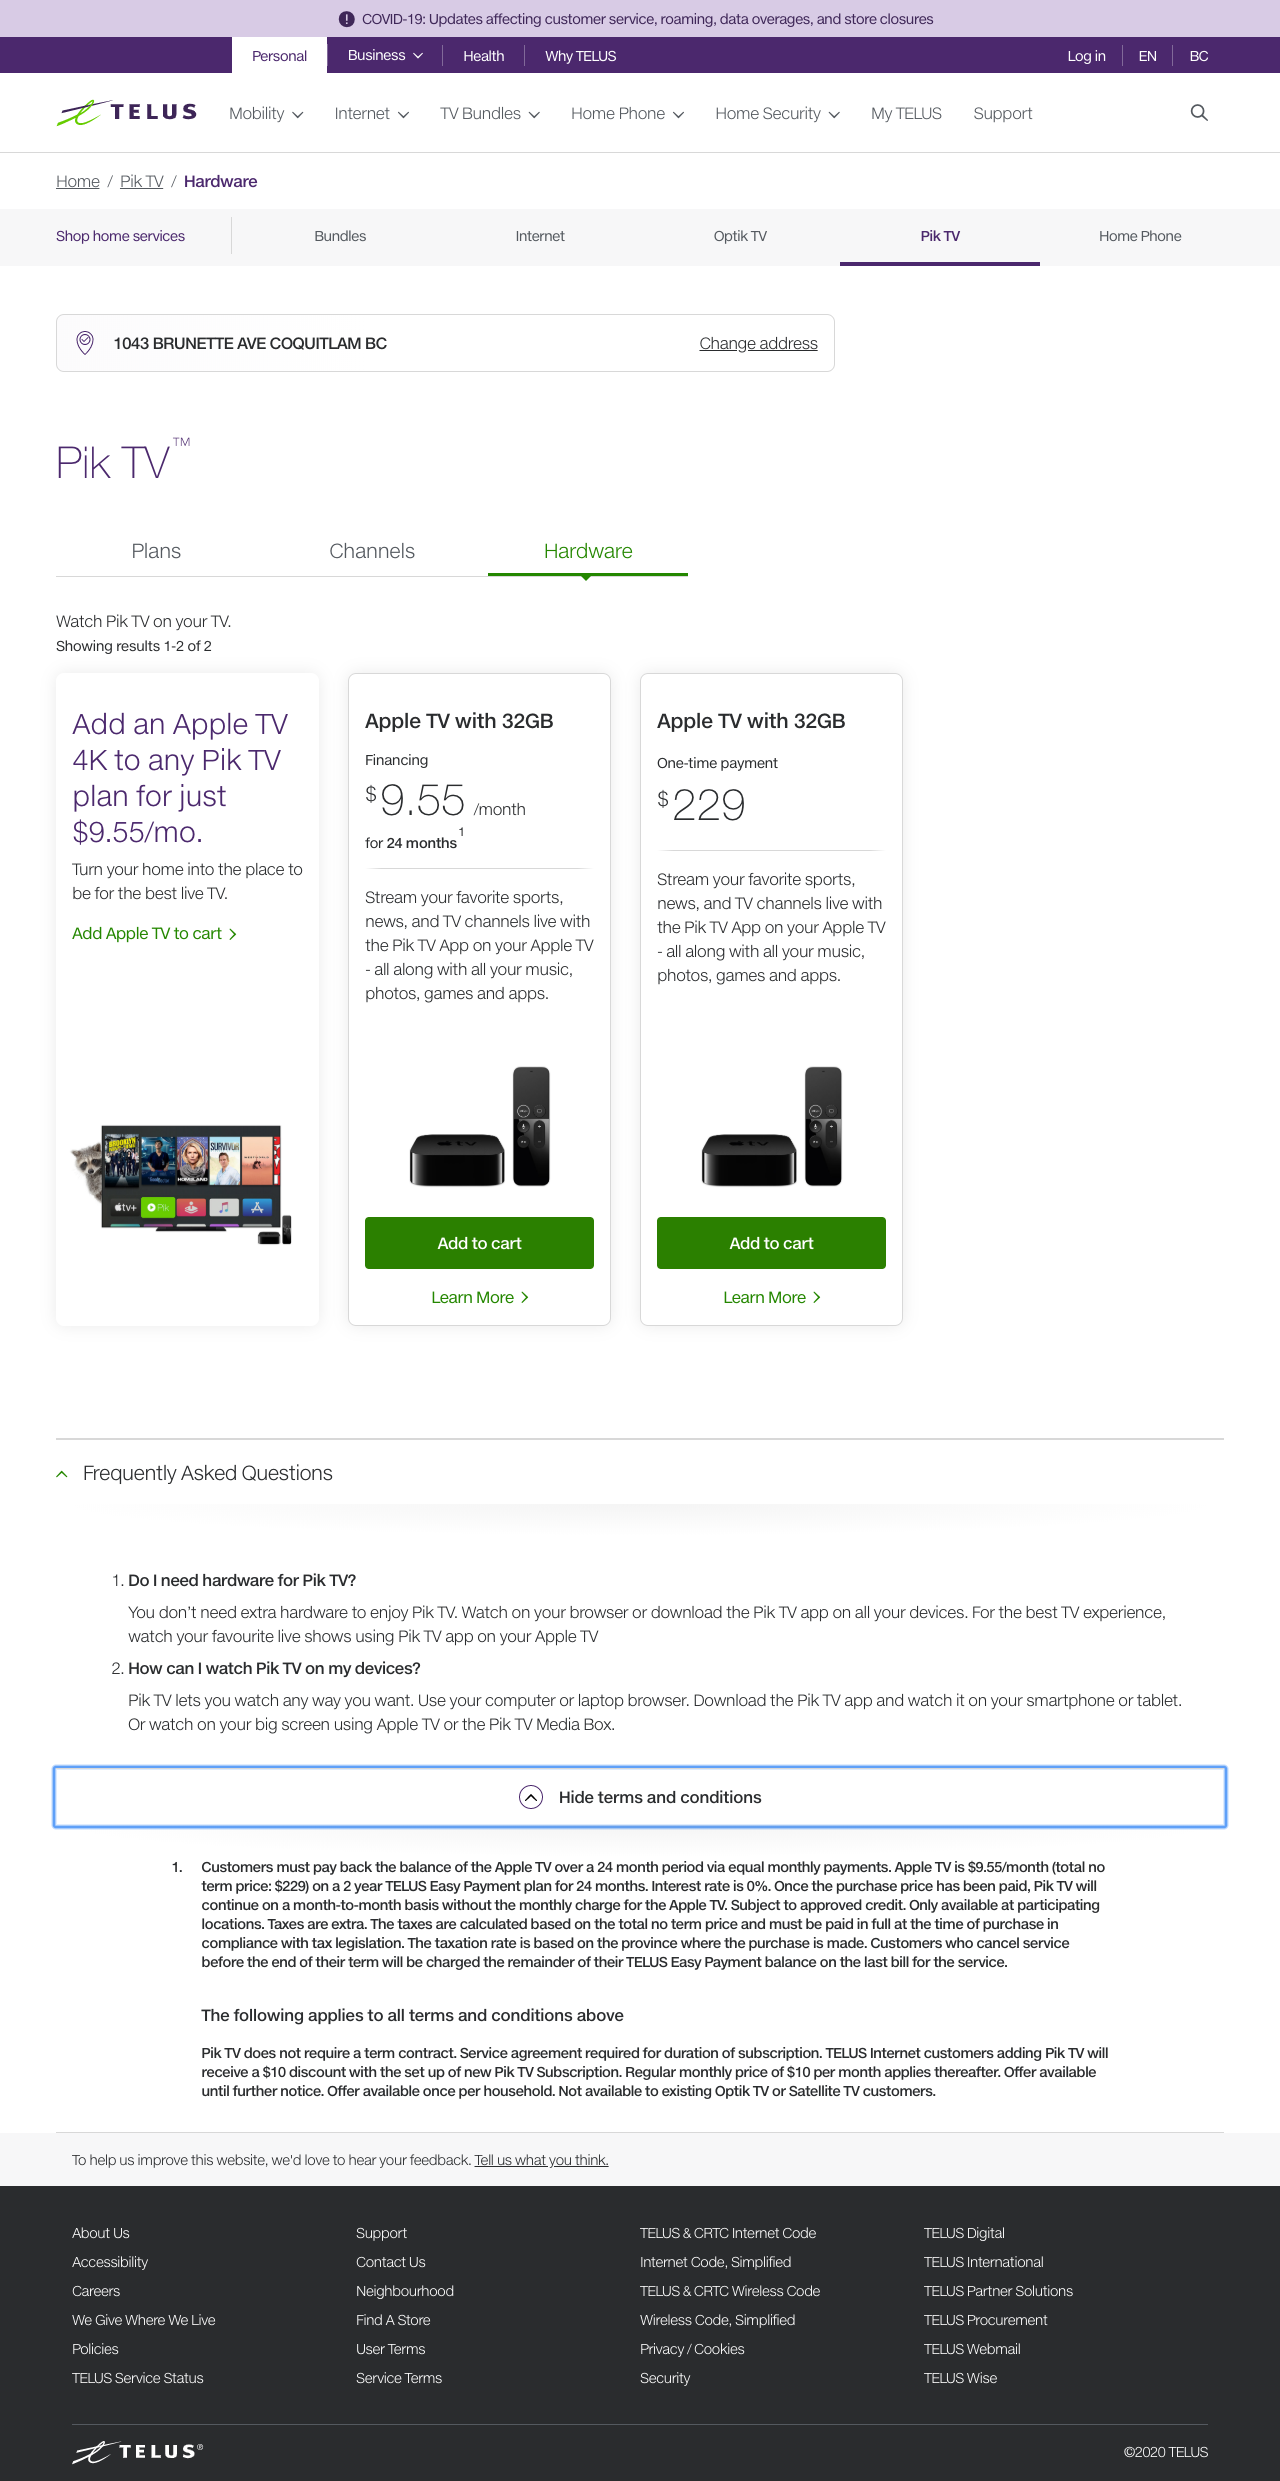 COVID-19: Updates affecting customer service, roaming, data overages, and store closures
Personal Business Health Why TELUS Log in EN BC
TELUS Mobility Internet TV Bundles Home Phone Home Security My TELUS Support
Home / Pik TV / Hardware
Shop home services Bundles Internet Optik TV Pik TV Home Phone
1043 BRUNETTE AVE COQUITLAM BC Change address
Pik TV™
Plans Channels Hardware
Watch Pik TV on your TV.
Showing results 1-2 of 2
Add an Apple TV
4K to any Pik TV
plan for just
$9.55/mo.
Turn your home into the place to
be for the best live TV.
Add Apple TV to cart
BROOKLYN
HOMELAND
SURVIVOR
tv+ Pik
Apple TV with 32GB
Financing
$9.55 /month
for 24 months1
Stream your favorite sports,
news, and TV channels live with
the Pik TV App on your Apple TV
- all along with all your music,
photos, games and apps.
tv
Add to cart
Learn More
Apple TV with 32GB
One-time payment
$229
Stream your favorite sports,
news, and TV channels live with
the Pik TV App on your Apple TV
- all along with all your music,
photos, games and apps.
tv
Add to cart
Learn More
Frequently Asked Questions
1. Do I need hardware for Pik TV?
You don't need extra hardware to enjoy Pik TV. Watch on your browser or download the Pik TV app on all your devices. For the best TV experience,
watch your favourite live shows using Pik TV app on your Apple TV
2. How can I watch Pik TV on my devices?
Pik TV lets you watch any way you want. Use your computer or laptop browser. Download the Pik TV app and watch it on your smartphone or tablet.
Or watch on your big screen using Apple TV or the Pik TV Media Box.
Hide terms and conditions
1. Customers must pay back the balance of the Apple TV over a 24 month period via equal monthly payments. Apple TV is $9.55/month (total no
term price: $229) on a 2 year TELUS Easy Payment plan for 24 months. Interest rate is 0%. Once the purchase price has been paid, Pik TV will
continue on a month-to-month basis without the monthly charge for the Apple TV. Subject to approved credit. Only available at participating
locations. Taxes are extra. The taxes are calculated based on the total no term price and must be paid in full at the time of purchase in
compliance with tax legislation. The taxation rate is based on the province where the purchase is made. Customers who cancel service
before the end of their term will be charged the remainder of their TELUS Easy Payment balance on the last bill for the service.
The following applies to all terms and conditions above
Pik TV does not require a term contract. Service agreement required for duration of subscription. TELUS Internet customers adding Pik TV will
receive a $10 discount with the set up of new Pik TV Subscription. Regular monthly price of $10 per month applies thereafter. Offer available
until further notice. Offer available once per household. Not available to existing Optik TV or Satellite TV customers.
To help us improve this website, we'd love to hear your feedback. Tell us what you think.
About Us Support TELUS & CRTC Internet Code TELUS Digital
Accessibility Contact Us Internet Code, Simplified TELUS International
Careers Neighbourhood TELUS & CRTC Wireless Code TELUS Partner Solutions
We Give Where We Live Find A Store Wireless Code, Simplified TELUS Procurement
Policies User Terms Privacy / Cookies TELUS Webmail
TELUS Service Status Service Terms Security TELUS Wise
TELUS® ©2020 TELUS